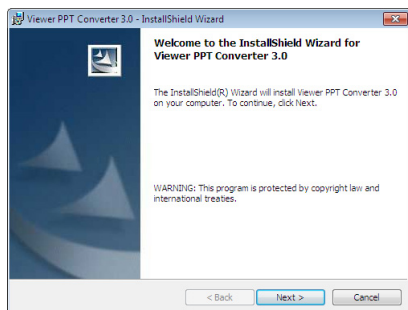 Viewer PPT Converter 3.0 - InstallShield Wizard
Welcome to the InstallShield Wizard for
Viewer PPT Converter 3.0
The InstallShield(R) Wizard will install Viewer PPT Converter 3.0
on your computer. To continue, click Next.
WARNING: This program is protected by copyright law and
international treaties.
< Back Next > Cancel